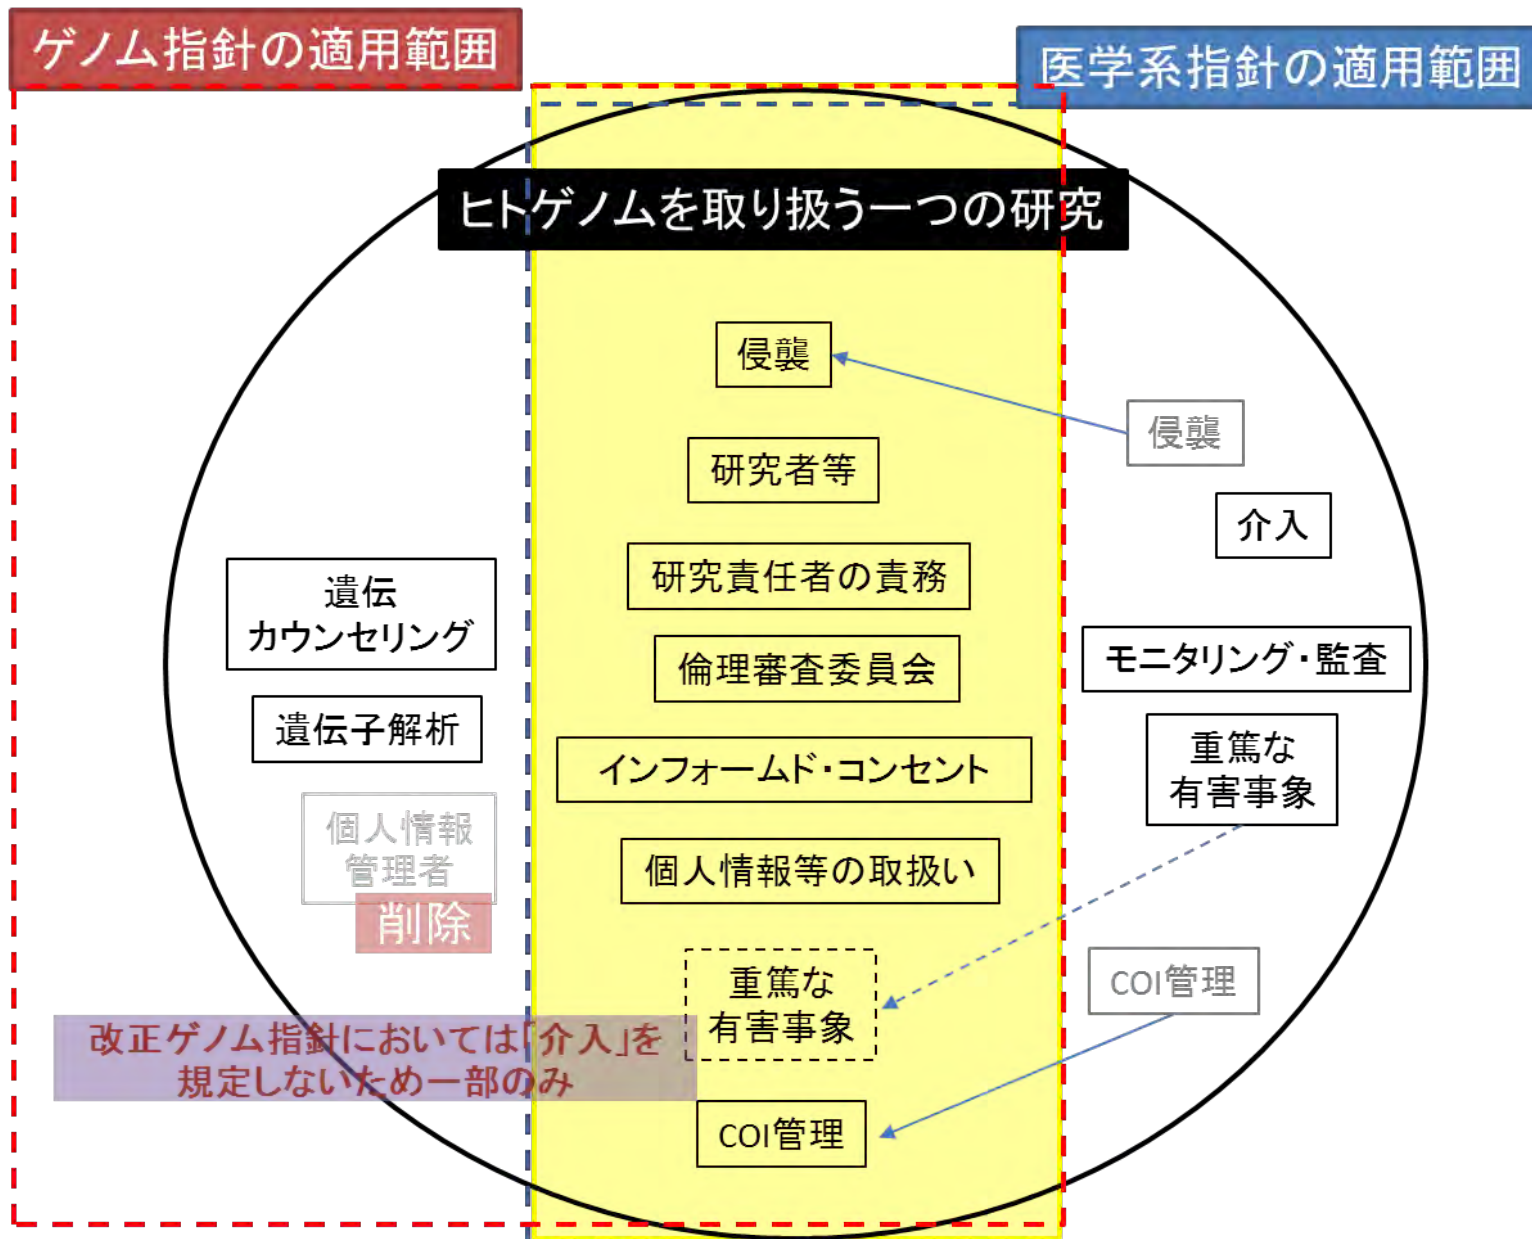 ゲノム指針の適用範囲
医学系指針の適用範囲
ヒトゲノムを取り扱う一つの研究
侵襲
侵襲
研究者等
介入
研究責任者の責務
遺伝
カウンセリング
倫理審査委員会
モニタリング・監査
遺伝子解析
インフォームド・コンセント
重篤な
有害事象
個人情報
管理者
削除
個人情報等の取扱い
重篤な
有害事象
COI管理
改正ゲノム指針においては「介入」を
規定しないため一部のみ
COI管理